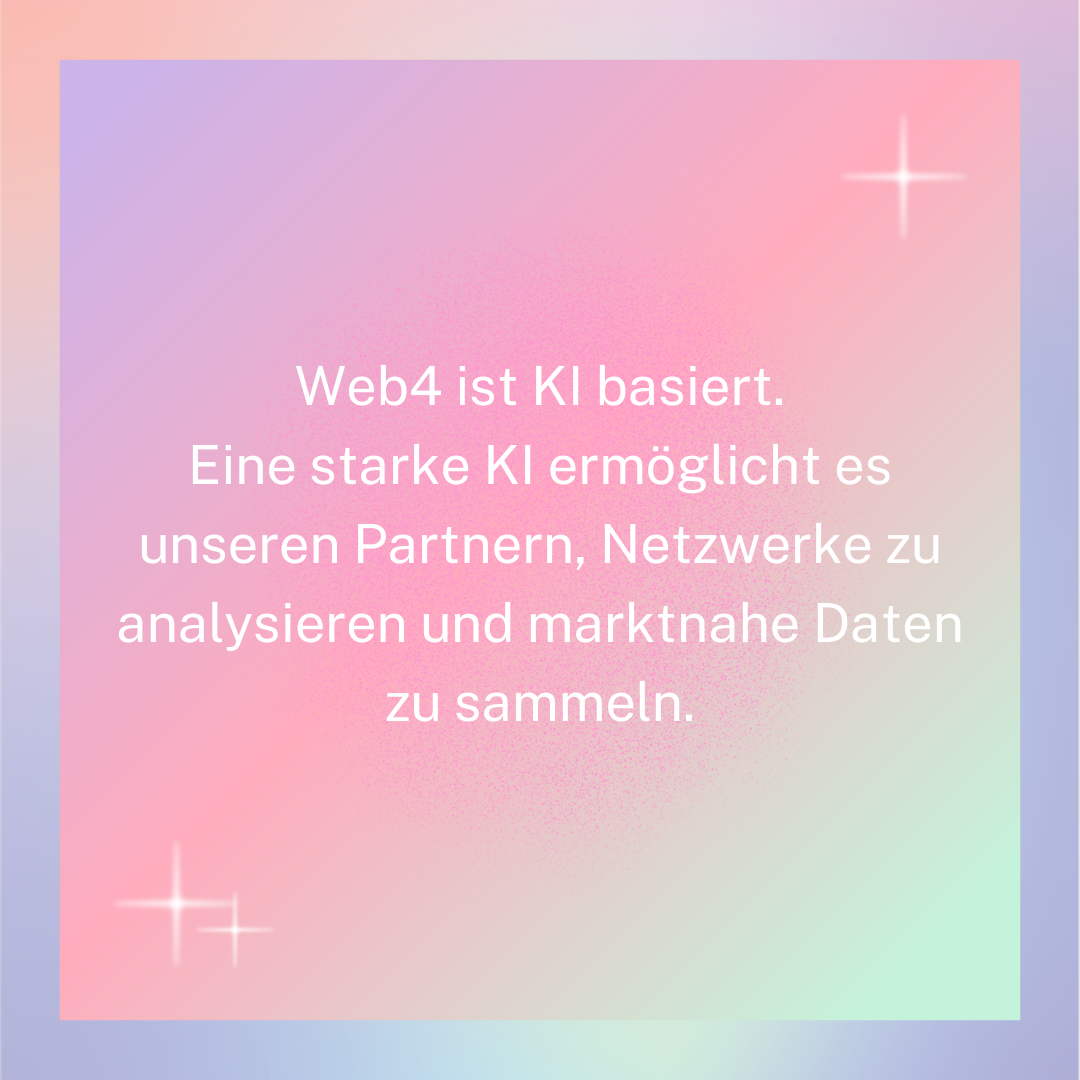 Web4 ist KI basiert.
Eine starke KI ermöglicht es
unseren Partnern, Netzwerke zu
analysieren und marktnahe Daten
zu sammeln.